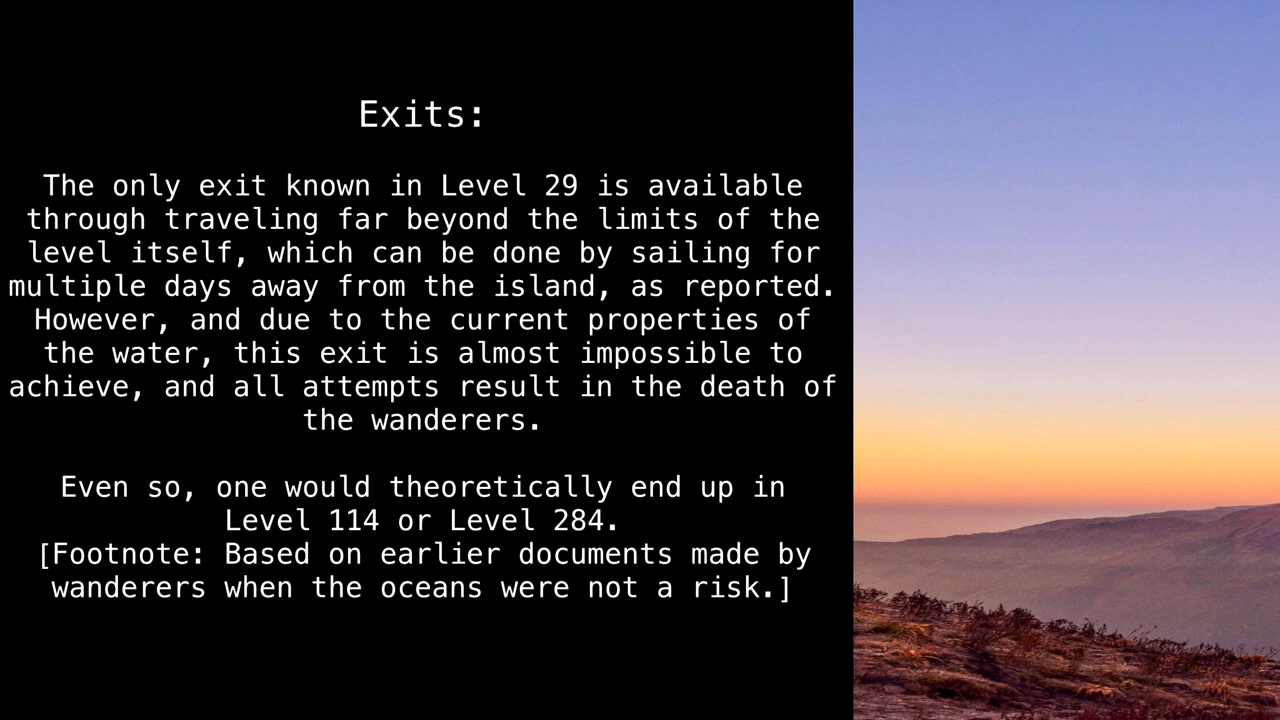 Exits:
The only exit known in Level 29 is available
through traveling far beyond the limits of the
level itself, which can be done by sailing for
multiple days away from the island, as reported.
However, and due to the current properties of
the water, this exit is almost impossible to
achieve, and all attempts result in the death of
the wanderers.
Even so, one would theoretically end up in
Level 114 or Level 284.
[Footnote: Based on earlier documents made by
wanderers when the oceans were not a risk.]